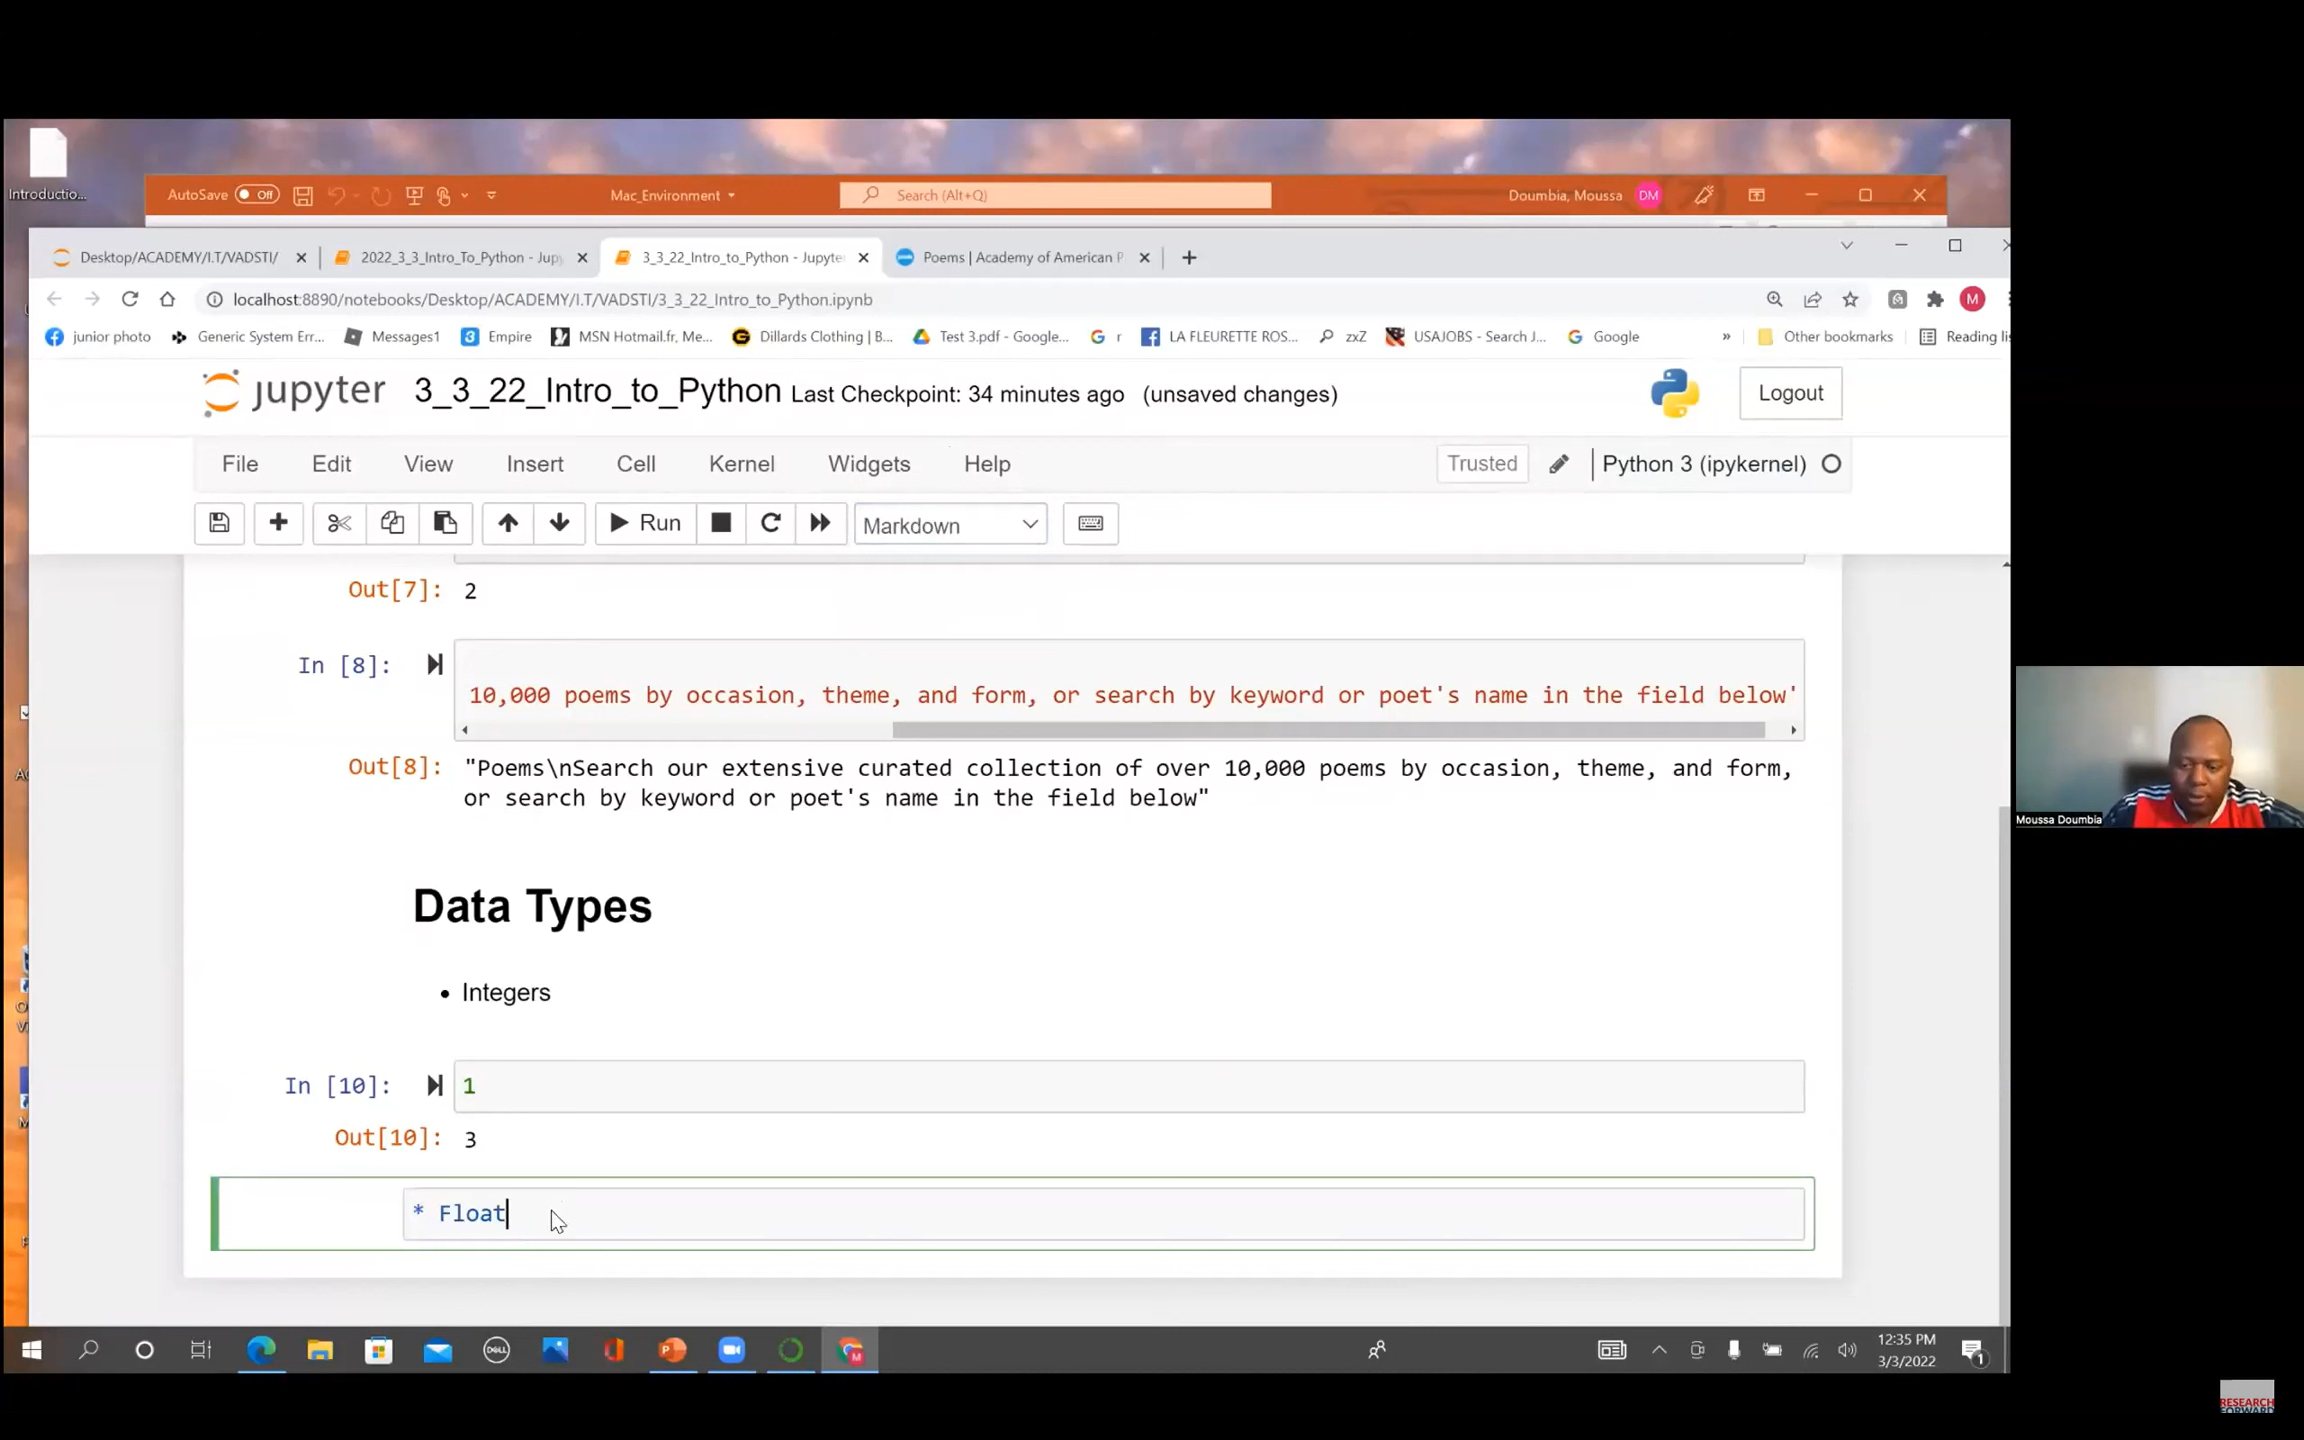 Introductio...
AutoSave Off
Mac_Environment
Search (Alt+Q)
Doumbia, Moussa DM
Desktop/ACADEMY/I.T/VADSTI/
2022_3_3_Intro_To_Python - Jup
3_3_22_Intro_to_Python - Jupyte
Poems | Academy of American P
localhost:8890/notebooks/Desktop/ACADEMY/I.T/VADSTI/3_3_22_Intro_to_Python.ipynb
M
junior photo
Generic System Err...
Messages1
Empire
MSN Hotmail.fr, Me...
Dillards Clothing | B...
Test 3.pdf - Google...
r
LA FLEURETTE ROS...
zxZ
USAJOBS - Search J...
Google
»
Other bookmarks
Reading lis
jupyter 3_3_22_Intro_to_Python Last Checkpoint: 34 minutes ago (unsaved changes)
Logout
File Edit View Insert Cell Kernel Widgets Help
Trusted
Python 3 (ipykernel)
Run
Markdown
Out[7]: 2
In [8]:
10,000 poems by occasion, theme, and form, or search by keyword or poet's name in the field below'
Out[8]: "Poems\nSearch our extensive curated collection of over 10,000 poems by occasion, theme, and form,
or search by keyword or poet's name in the field below"
Data Types
• Integers
In [10]: 1
Out[10]: 3
* Float
Moussa Doumbia
DELL
12:35 PM
3/3/2022
1
RESEARCH
FORWARD